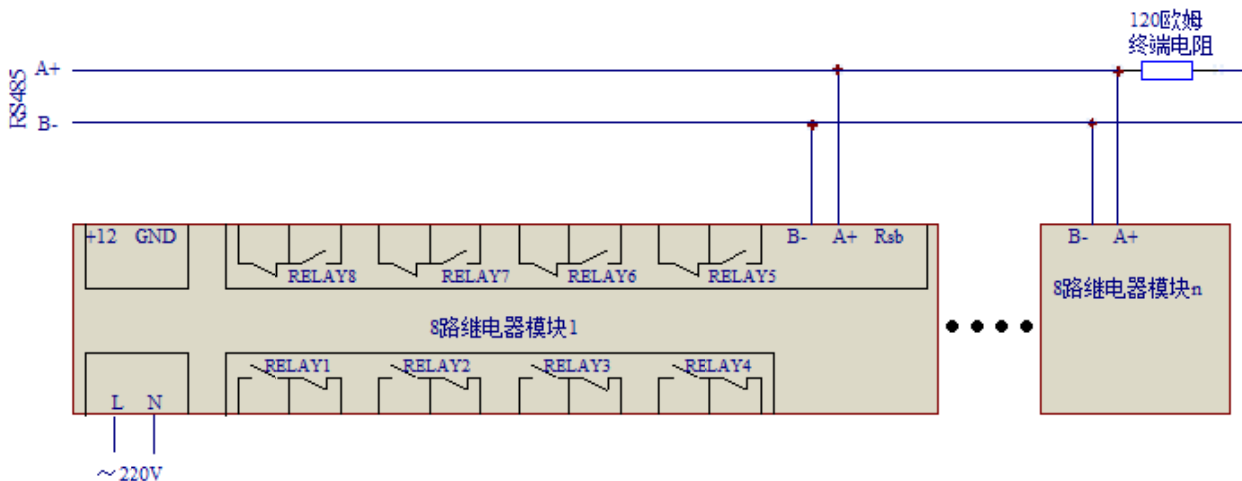 120欧姆
终端电阻
RS485
A+
B-
+12 GND
B- A+ Rsb
B- A+
RELAY8 RELAY7 RELAY6 RELAY5
8路继电器模块n
8路继电器模块1
RELAY1 RELAY2 RELAY3 RELAY4
L N
～220V